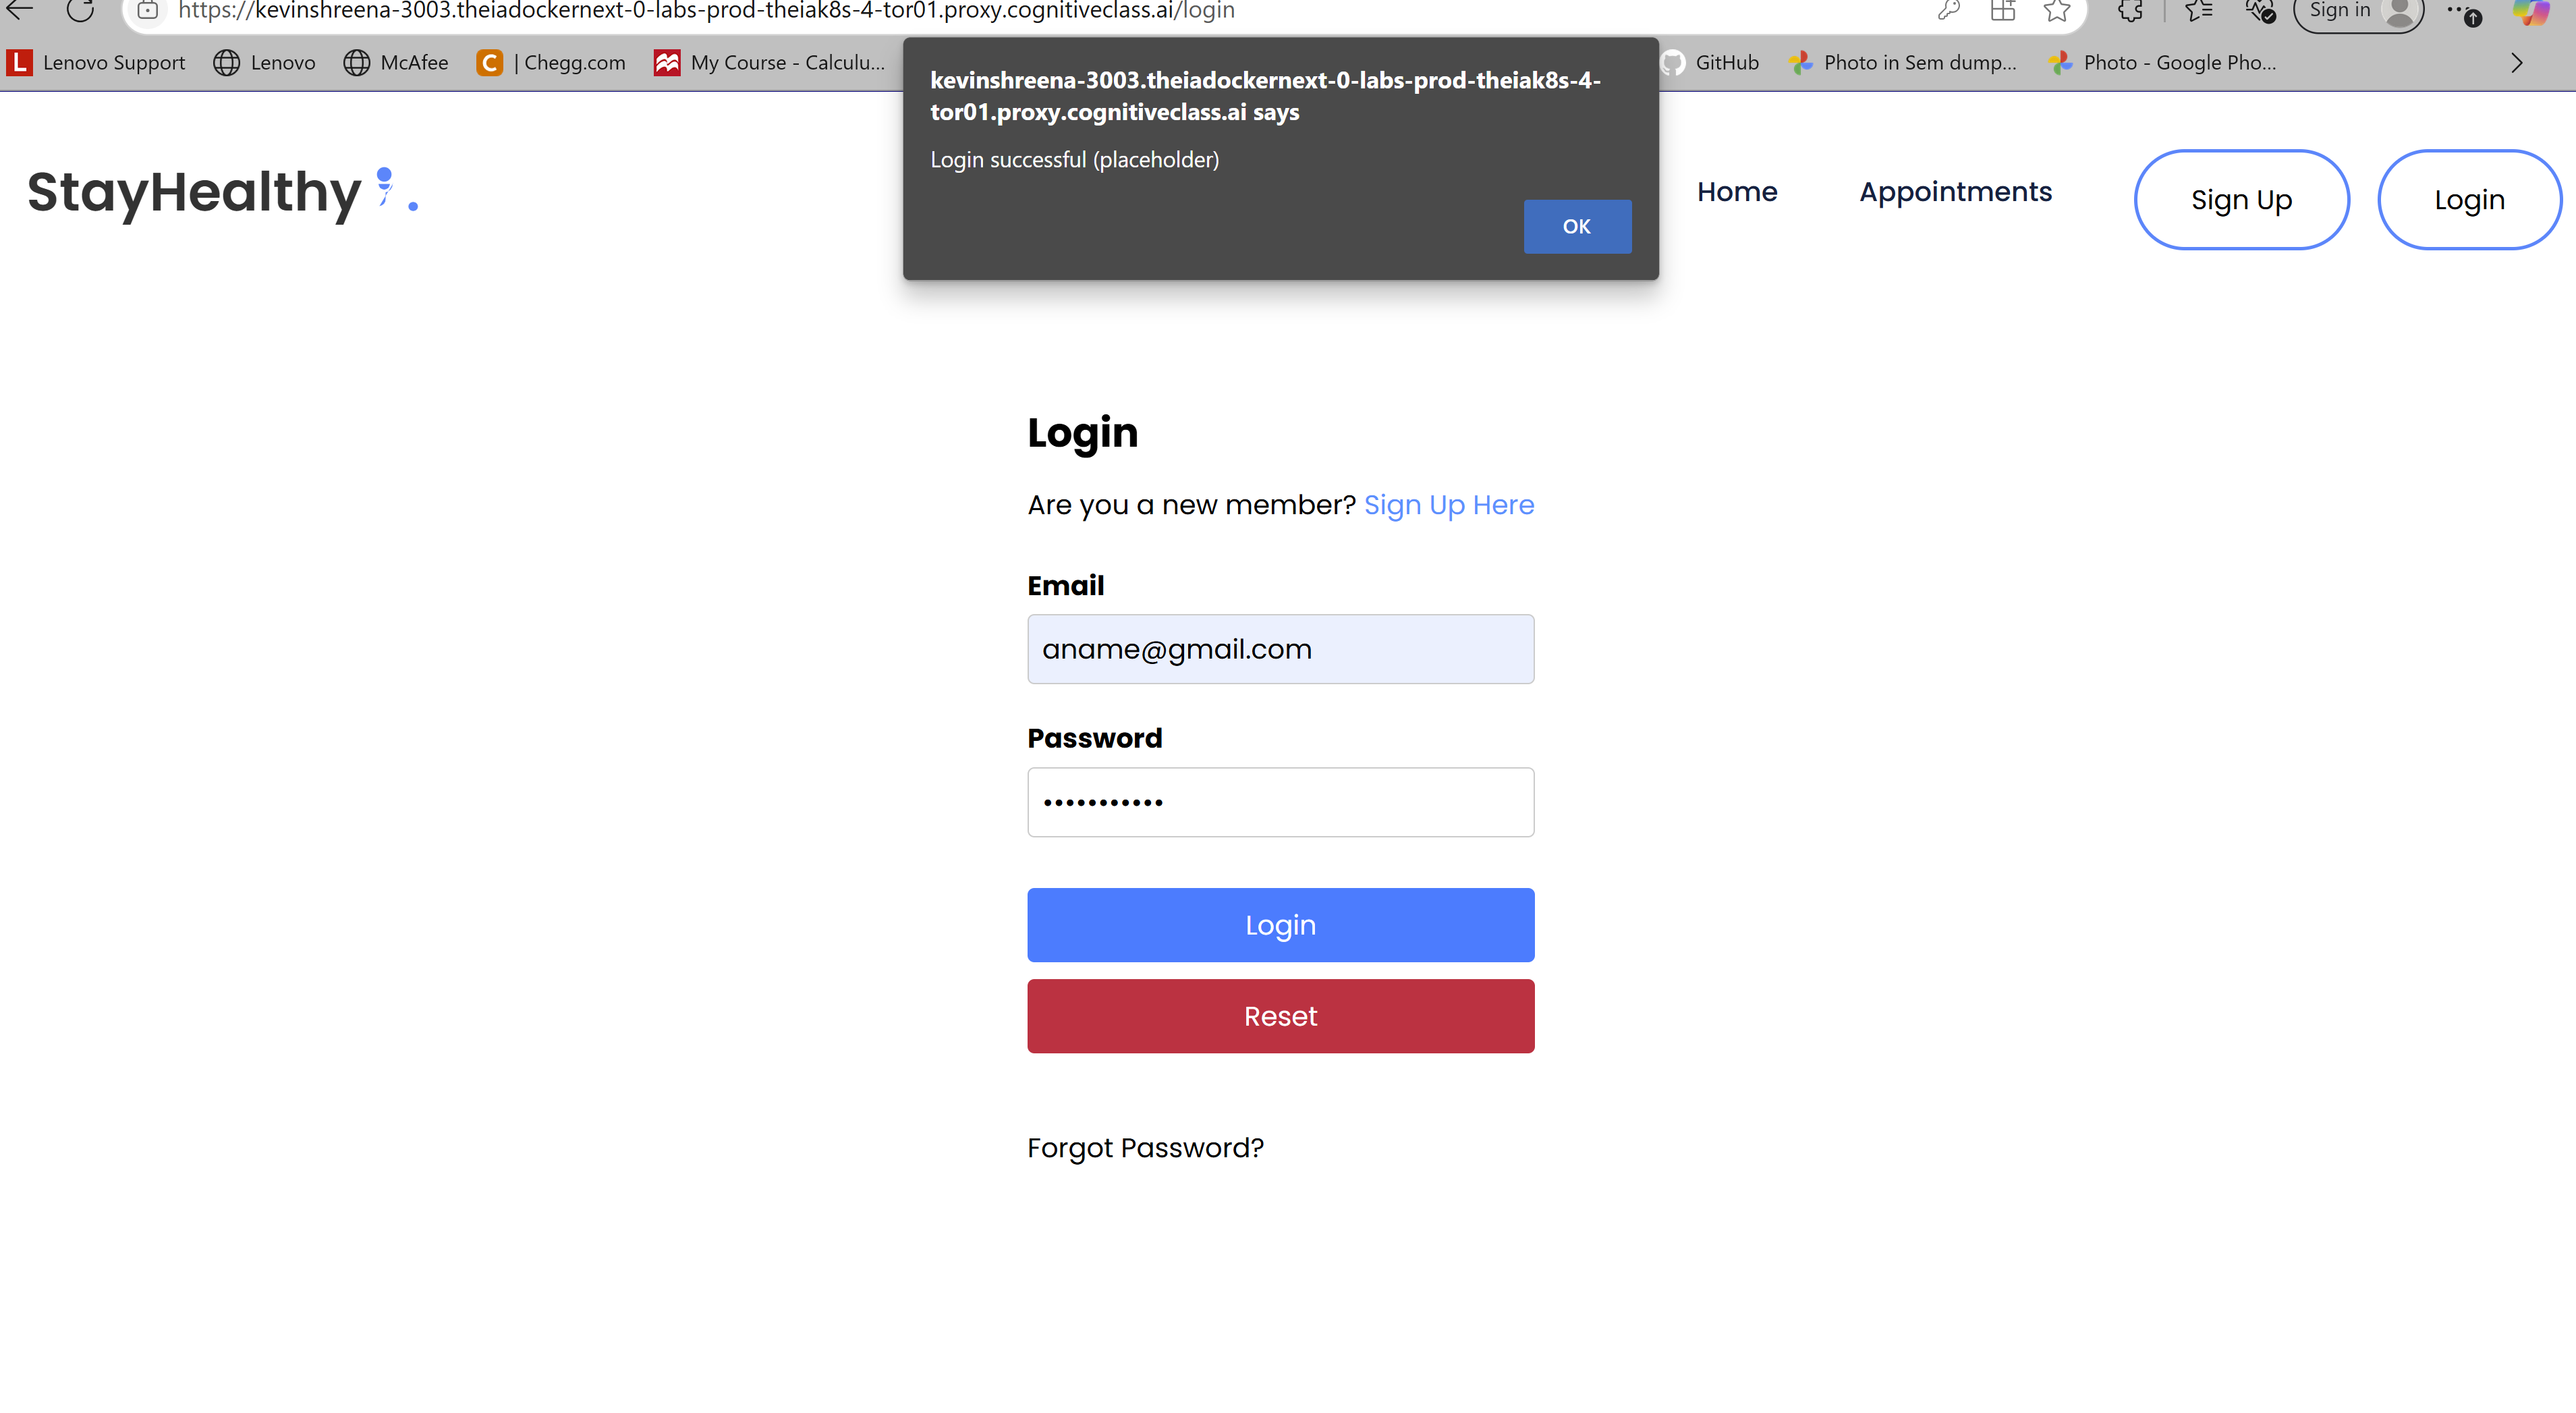 https://kevinshreena-3003.theiadockernext-0-labs-prod-theiak8s-4-tor01.proxy.cognitiveclass.ai/login
Sign in
L Lenovo Support Lenovo McAfee C | Chegg.com My Course - Calculu... GitHub Photo in Sem dump... Photo - Google Pho...
kevinshreena-3003.theiadockernext-0-labs-prod-theiak8s-4-
tor01.proxy.cognitiveclass.ai says
Login successful (placeholder)
OK
StayHealthy . Home Appointments Sign Up Login
Login
Are you a new member? Sign Up Here
Email
aname@gmail.com
Password
•••••••••••
Login
Reset
Forgot Password?